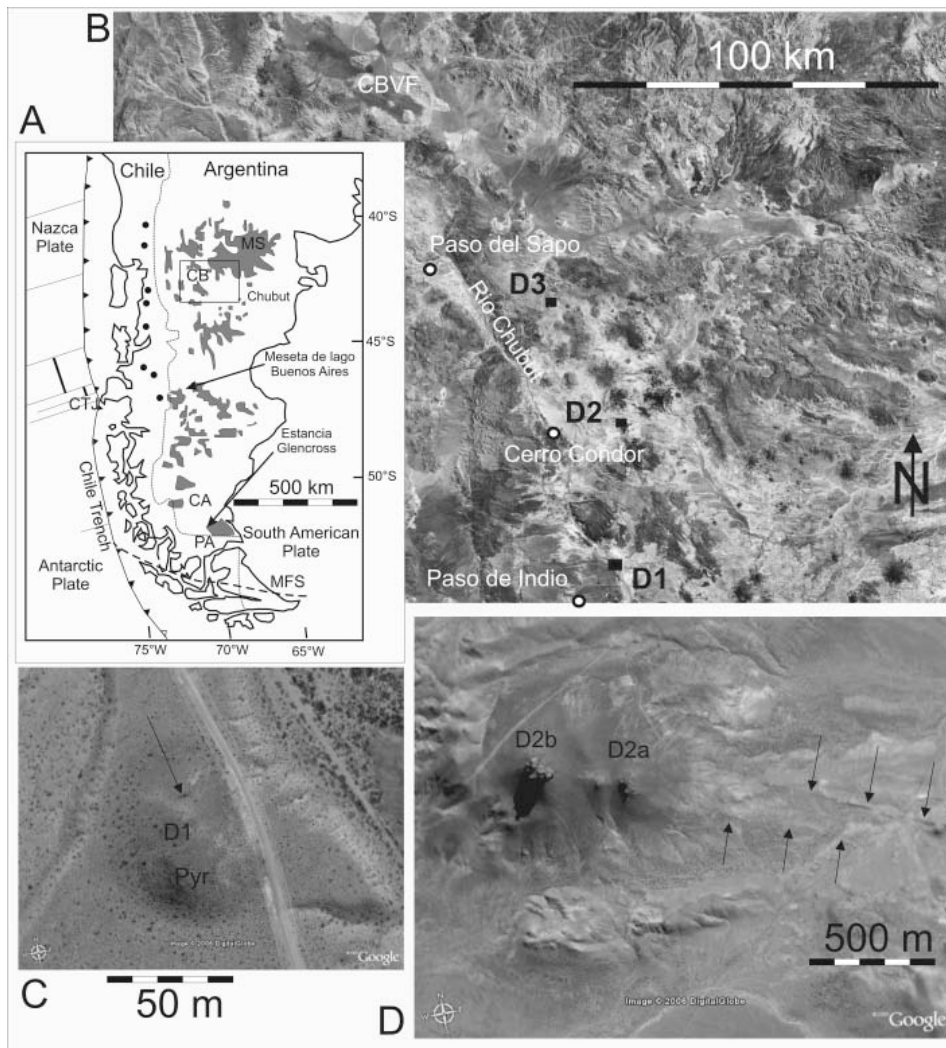 B
100 km
CBVF
A
Chile
Argentina
Nazca
Plate
40°S
MS
CB
Chubut
45°S
Meseta de lago
Buenos Aires
CTJ
Estancia
Glencross
50°S
500 km
CA
Chile Trench
South American
Plate
PA
Antarctic
Plate
MFS
75°W
70°W
65°W
Paso del Sapo
D3
Río Chubut
D2
Cerro Condor
N
Paso de Indio
D1
D1
Pyr.
Image © 2006 DigitalGlobe
Google
C
50 m
D2b
D2a
500 m
N
W
E
S
Image © 2006 DigitalGlobe
Google
D